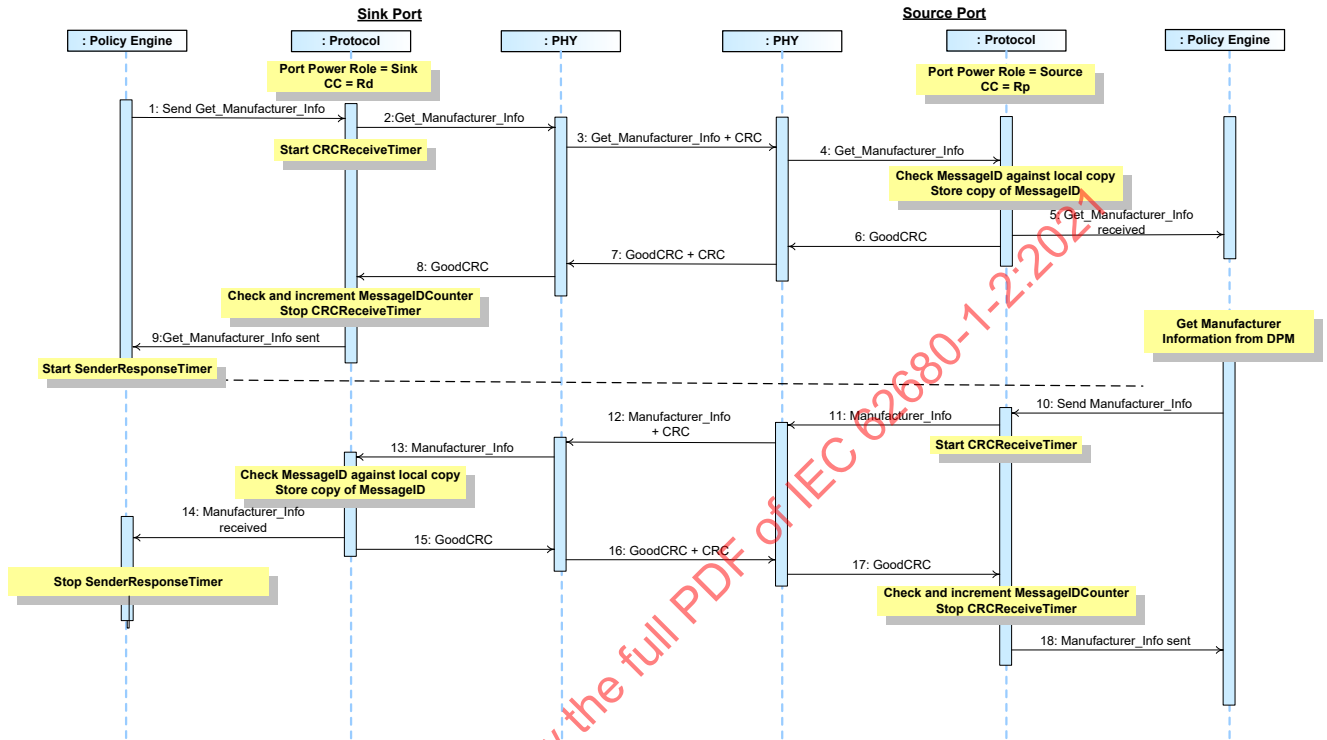 Sink Port
Source Port
: Policy Engine
: Protocol
: PHY
: PHY
: Protocol
: Policy Engine
Port Power Role = Sink
CC = Rd
Port Power Role = Source
CC = Rp
1: Send Get_Manufacturer_Info
2:Get_Manufacturer_Info
Start CRCReceiveTimer
3: Get_Manufacturer_Info + CRC
4: Get_Manufacturer_Info
Check MessageID against local copy
Store copy of MessageID
5: Get_Manufacturer_Info
received
6: GoodCRC
7: GoodCRC + CRC
8: GoodCRC
Check and increment MessageIDCounter
Stop CRCReceiveTimer
9:Get_Manufacturer_Info sent
Start SenderResponseTimer
Get Manufacturer
Information from DPM
10: Send Manufacturer_Info
11: Manufacturer_Info
Start CRCReceiveTimer
12: Manufacturer_Info
+ CRC
13: Manufacturer_Info
Check MessageID against local copy
Store copy of MessageID
14: Manufacturer_Info
received
15: GoodCRC
16: GoodCRC + CRC
17: GoodCRC
Stop SenderResponseTimer
Check and increment MessageIDCounter
Stop CRCReceiveTimer
18: Manufacturer_Info sent
the full PDF of IEC 62680-1-2:2021